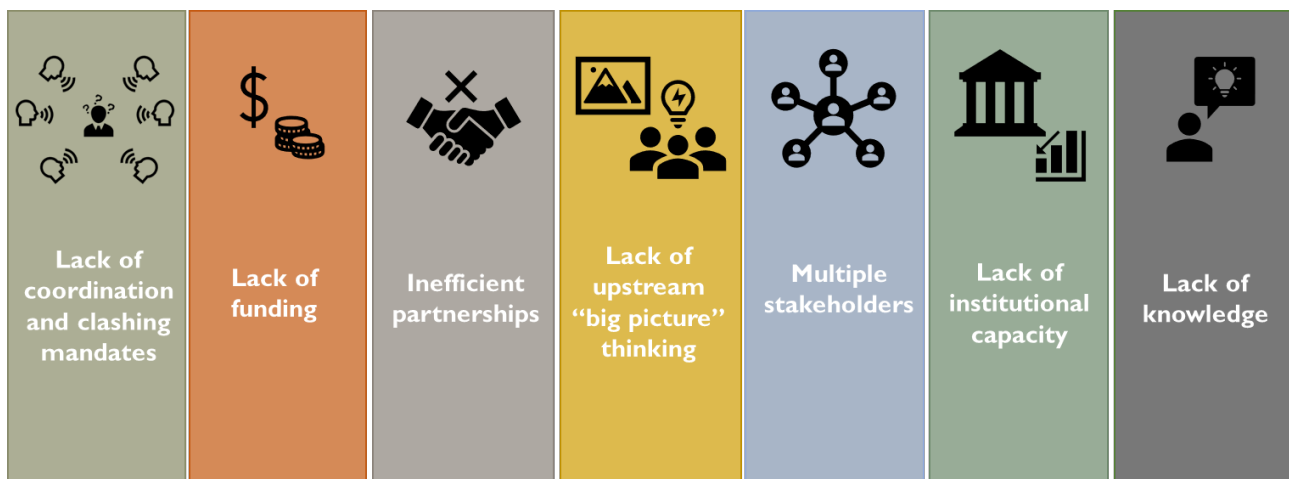 Lack of
coordination
and clashing
mandates
Lack of
funding
Inefficient
partnerships
Lack of
upstream
“big picture”
thinking
Multiple
stakeholders
Lack of
institutional
capacity
Lack of
knowledge